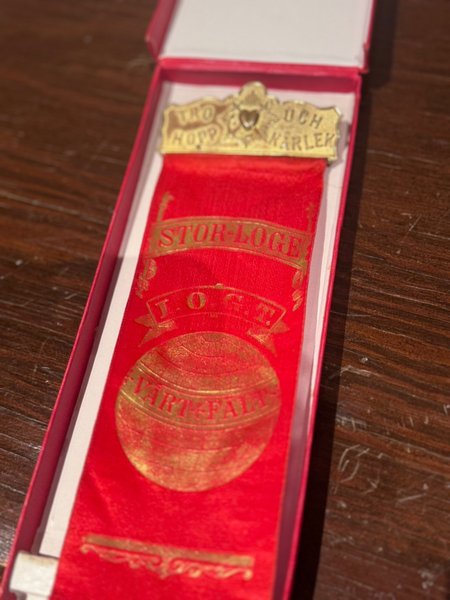 TRO OCH
HOPP KÄRLEK
STOR-LOGE
I.O.G.T
VÅRT FÄLT